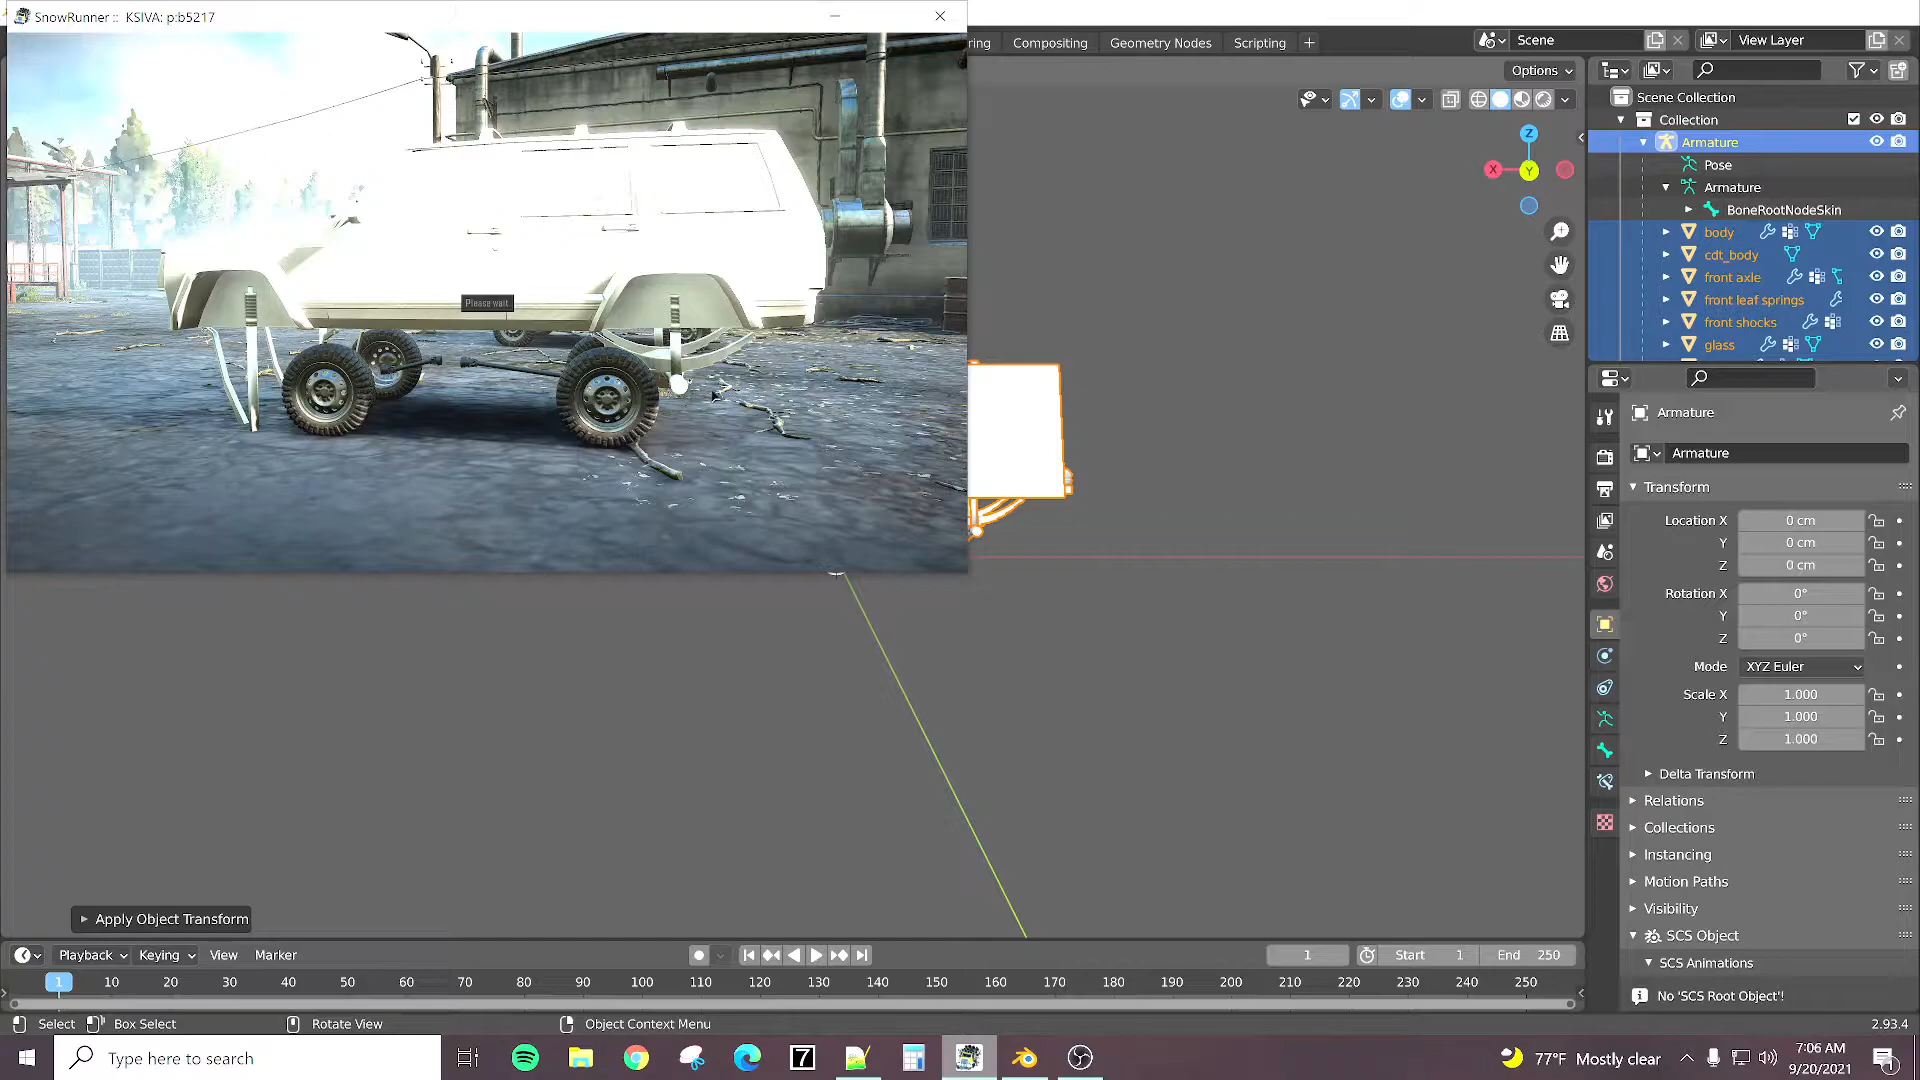 SnowRunner :: KSIVA: p:b5217
Please wait
ring
Compositing
Geometry Nodes
Scripting
Scene
View Layer
Options
Z
X
Y
Scene Collection
Collection
Armature
Pose
Armature
BoneRootNodeSkin
body
cdt_body
front axle
front leaf springs
front shocks
glass
Armature
Armature
Transform
Location X 0 cm
Y 0 cm
Z 0 cm
Rotation X 0°
Y 0°
Z 0°
Mode XYZ Euler
Scale X 1.000
Y 1.000
Z 1.000
Delta Transform
Relations
Collections
Instancing
Motion Paths
Visibility
SCS Object
SCS Animations
No 'SCS Root Object'!
Apply Object Transform
Playback Keying View Marker
1 Start 1 End 250
1 10 20 30 40 50 60 70 80 90 100 110 120 130 140 150 160 170 180 190 200 210 220 230 240 250
Select Box Select Rotate View Object Context Menu 2.93.4
Type here to search
7
77°F Mostly clear
7:06 AM
9/20/2021
1